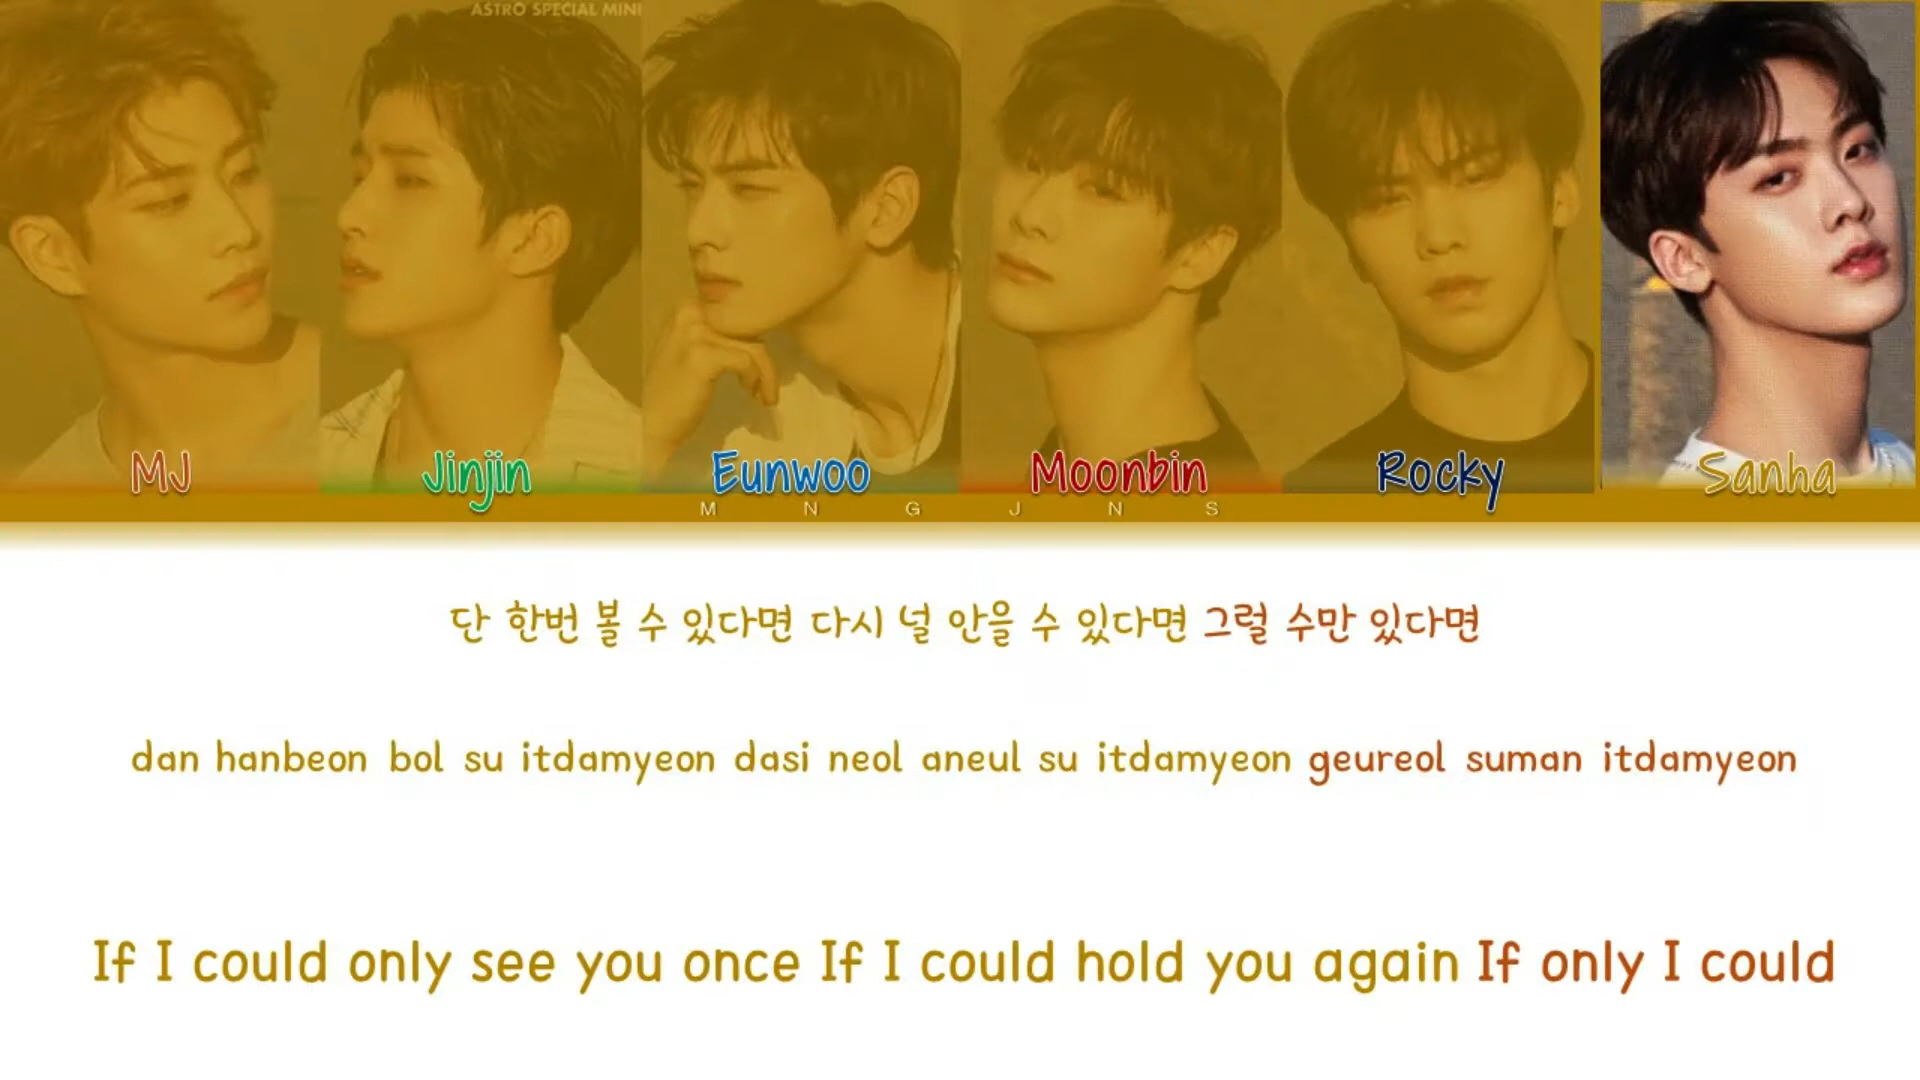 ASTRO SPECIAL MINI
MJ Jinjin Eunwoo Moonbin Rocky Sanha
M N G J N S
단 한번 볼 수 있다면 다시 널 안을 수 있다면 그럴 수만 있다면
dan hanbeon bol su itdamyeon dasi neol aneul su itdamyeon geureol suman itdamyeon
If I could only see you once If I could hold you again If only I could